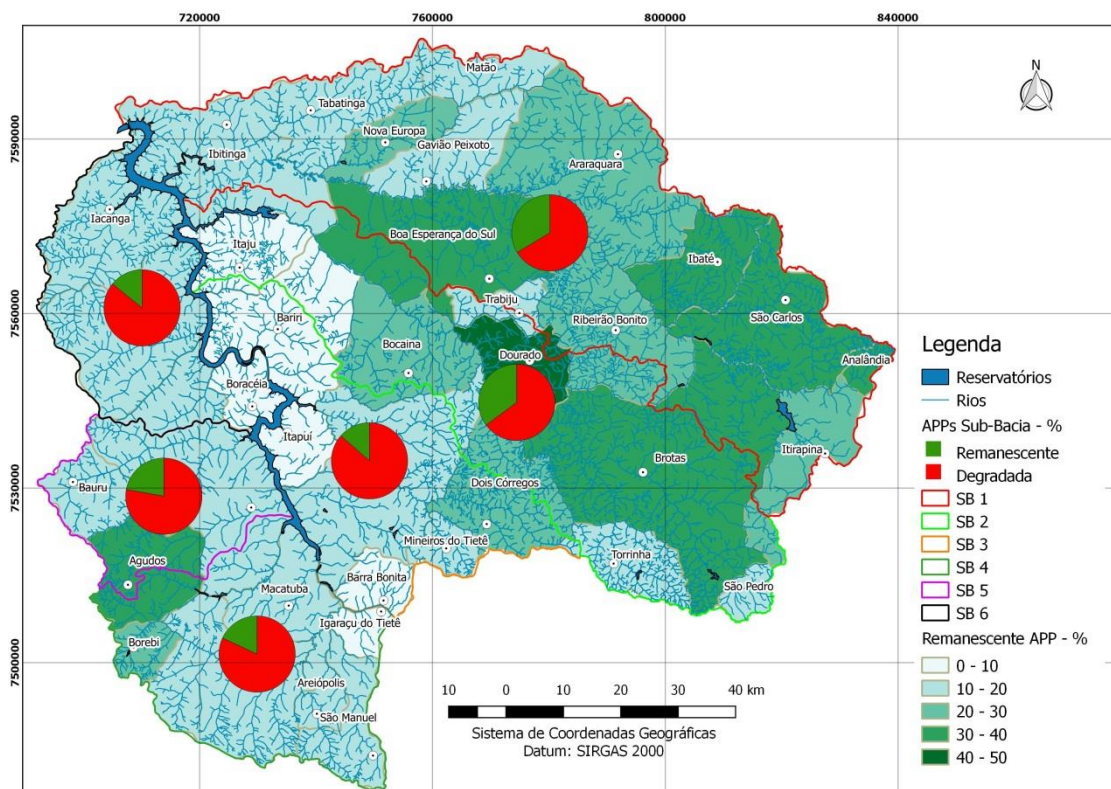 720000
760000
800000
840000
7590000
7560000
7530000
7500000
N
Matão
Tabatinga
Nova Europa
Gavião Peixoto
Ibitinga
Araraquara
Iacanga
Itaju
Boa Esperança do Sul
Ibaté
Trabiju
São Carlos
Bariri
Ribeirão Bonito
Bocaina
Dourado
Analândia
Boracéia
Itapuí
Itirapina
Brotas
Bauru
Dois Córregos
Mineiros do Tietê
Torrinha
Agudos
Barra Bonita
São Pedro
Macatuba
Igaraçu do Tietê
Borebi
Areiópolis
São Manuel
10 0 10 20 30 40 km
Sistema de Coordenadas Geográficas
Datum: SIRGAS 2000
Legenda
Reservatórios
Rios
APPs Sub-Bacia - %
Remanescente
Degradada
SB 1
SB 2
SB 3
SB 4
SB 5
SB 6
Remanescente APP - %
0 - 10
10 - 20
20 - 30
30 - 40
40 - 50